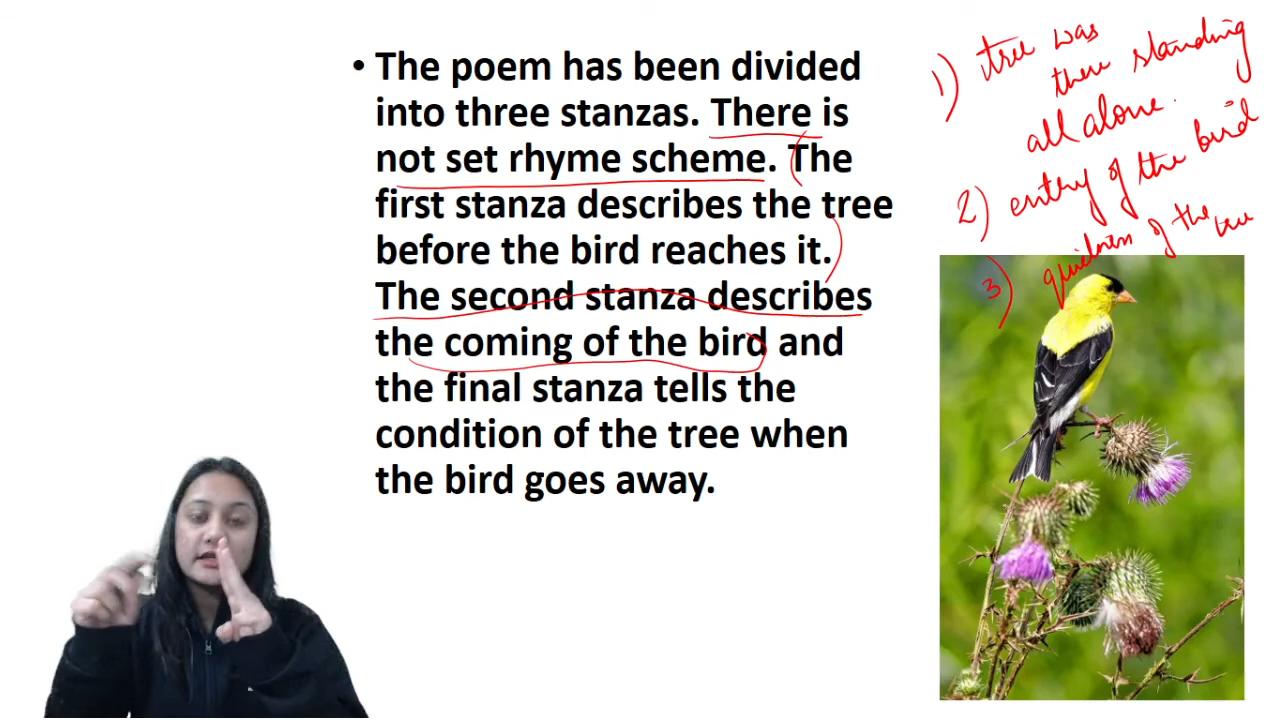 • The poem has been divided
into three stanzas. There is
not set rhyme scheme. The
first stanza describes the tree
before the bird reaches it.
The second stanza describes
the coming of the bird and
the final stanza tells the
condition of the tree when
the bird goes away.
1) tree was
there standing
all alone.
2) entry of the bird
3) of the
tree